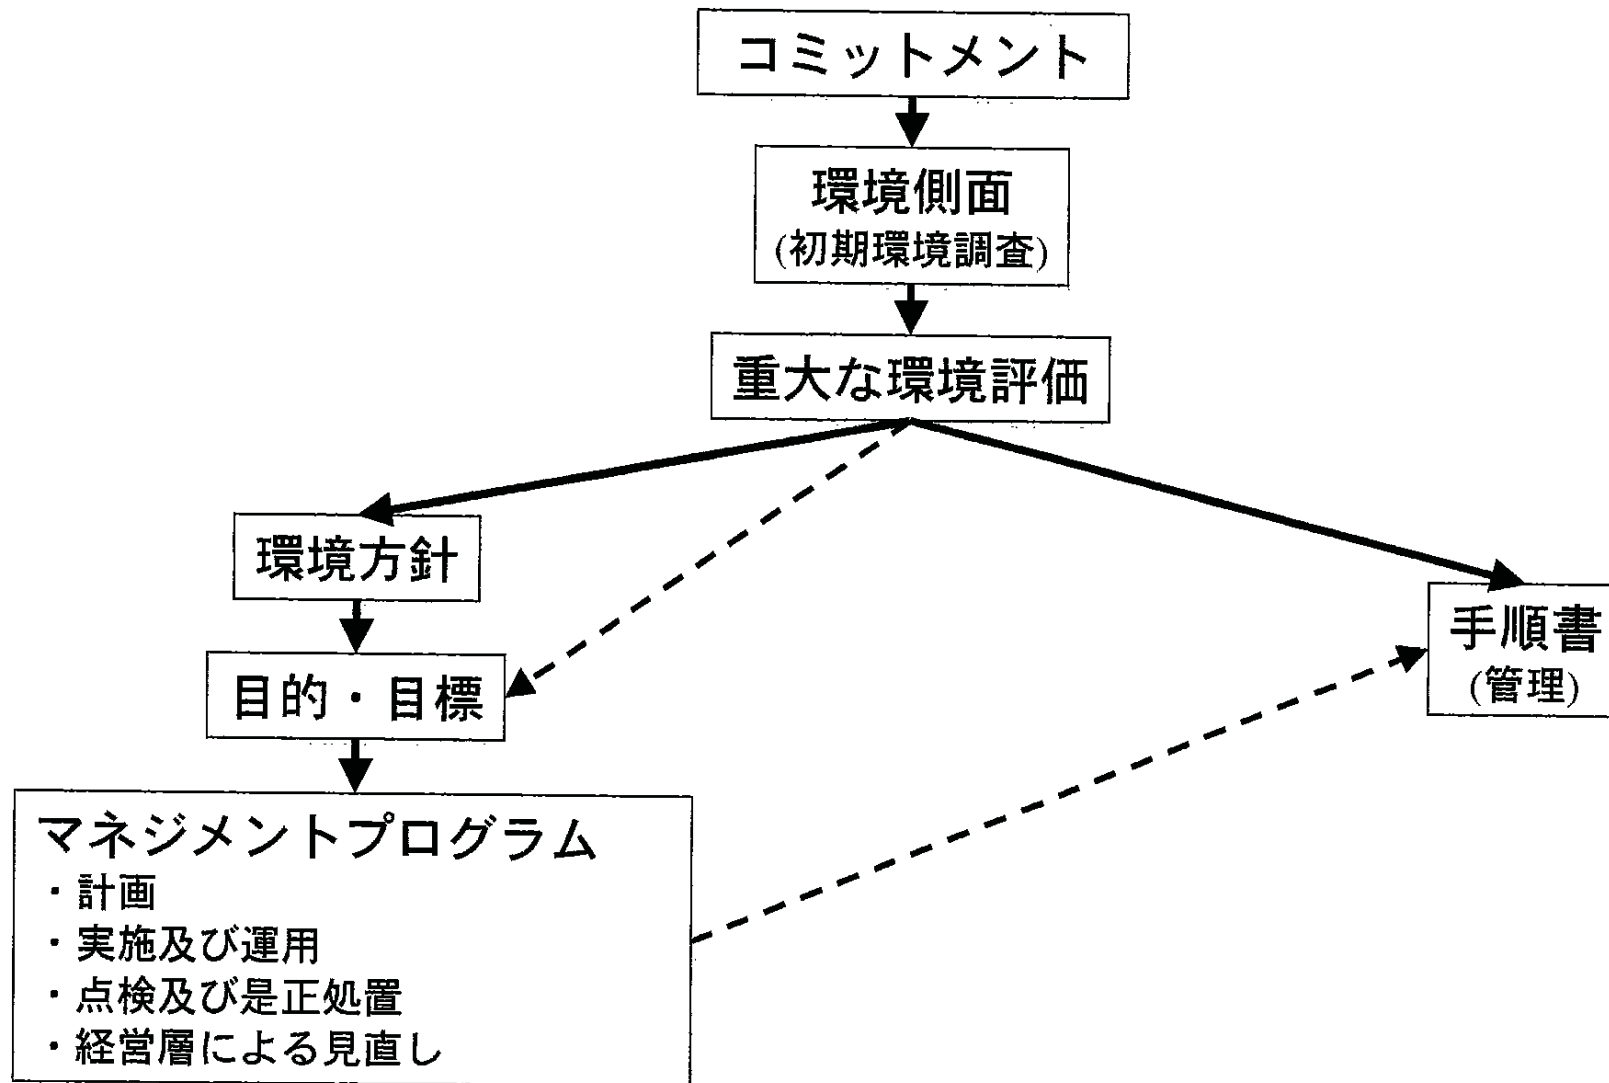 コミットメント
環境側面
(初期環境調査)
重大な環境評価
環境方針
目的・目標
手順書
(管理)
マネジメントプログラム
・計画
・実施及び運用
・点検及び是正処置
・経営層による見直し